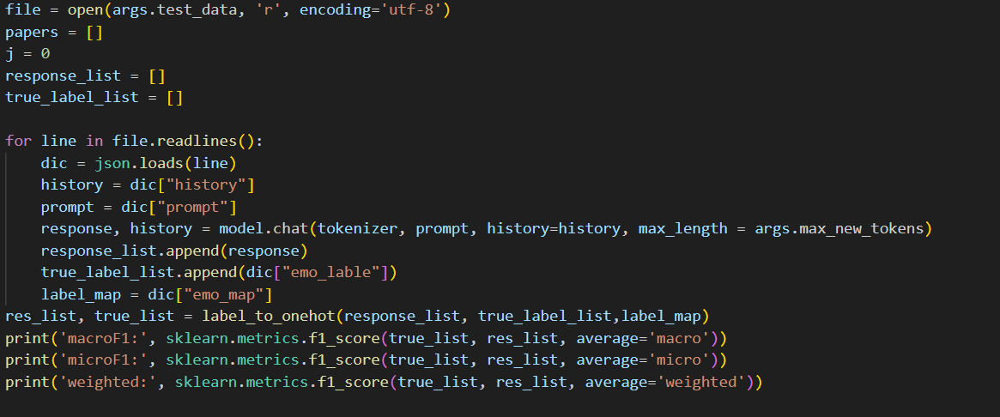 file = open(args.test_data, 'r', encoding='utf-8')
papers = []
j = 0
response_list = []
true_label_list = []

for line in file.readlines():
    dic = json.loads(line)
    history = dic["history"]
    prompt = dic["prompt"]
    response, history = model.chat(tokenizer, prompt, history=history, max_length = args.max_new_tokens)
    response_list.append(response)
    true_label_list.append(dic["emo_lable"])
    label_map = dic["emo_map"]
res_list, true_list = label_to_onehot(response_list, true_label_list,label_map)
print('macroF1:', sklearn.metrics.f1_score(true_list, res_list, average='macro'))
print('microF1:', sklearn.metrics.f1_score(true_list, res_list, average='micro'))
print('weighted:', sklearn.metrics.f1_score(true_list, res_list, average='weighted'))